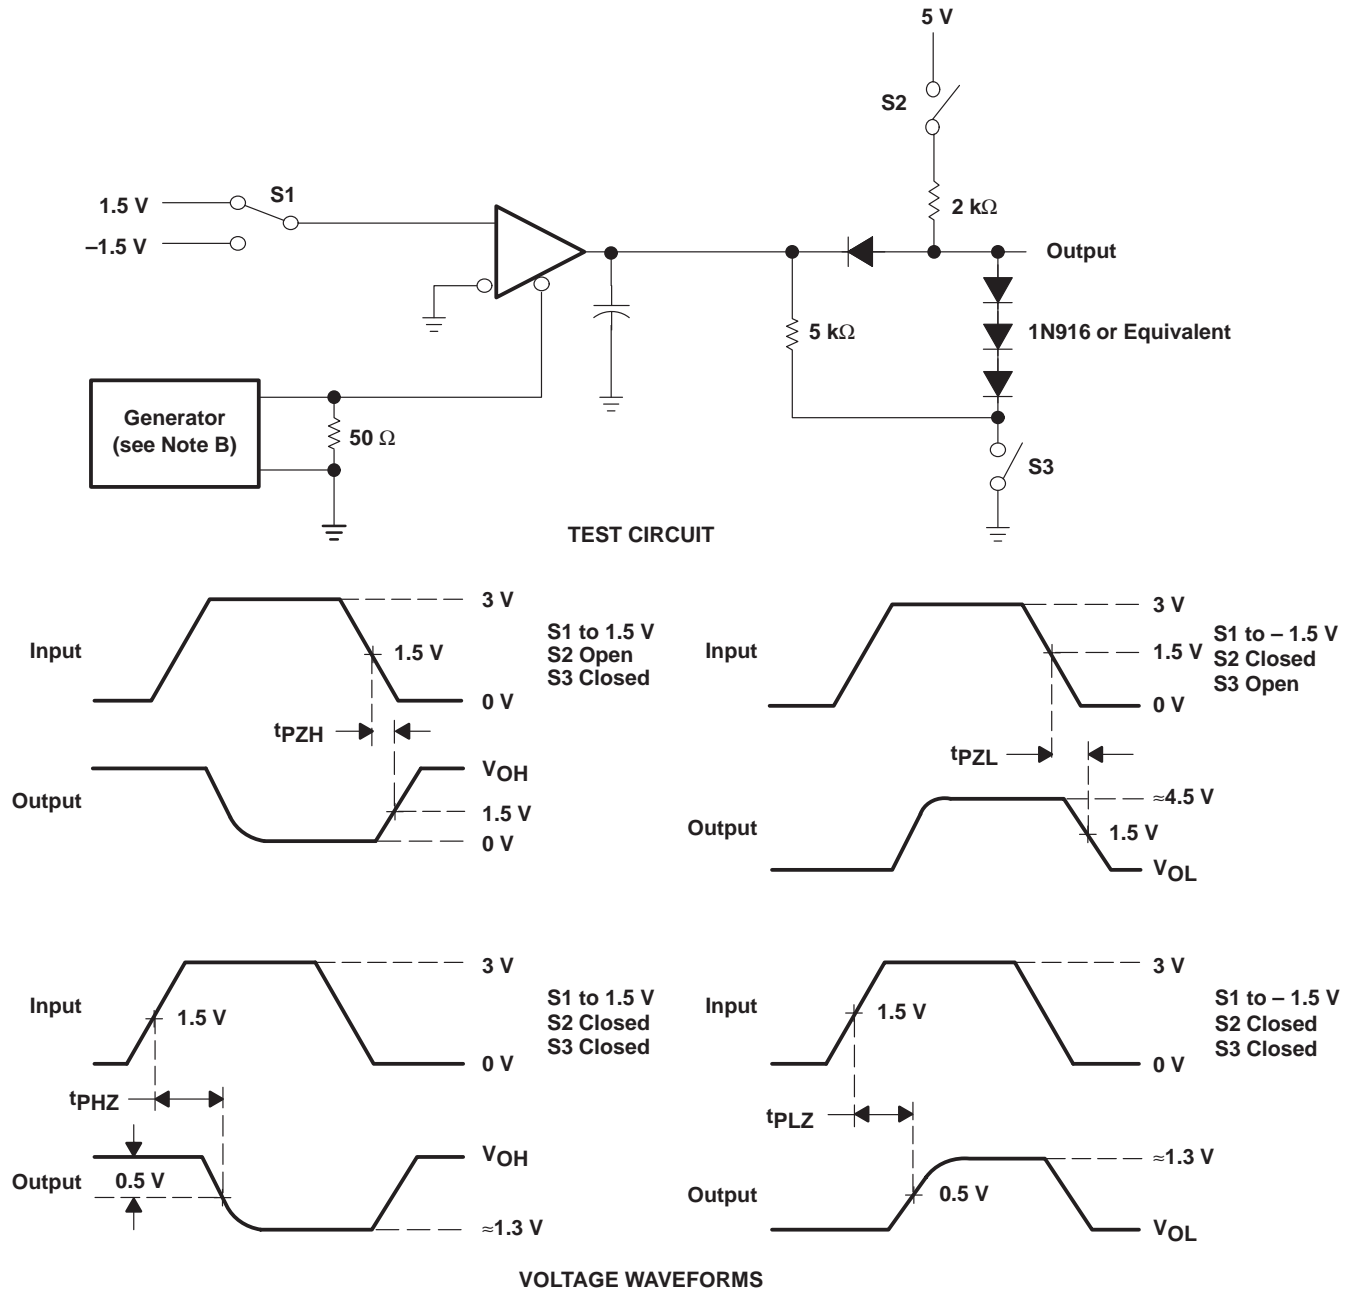 5 V
S2
2 kΩ
1.5 V
S1
–1.5 V
Output
5 kΩ
1N916 or Equivalent
Generator
(see Note B)
50 Ω
S3
TEST CIRCUIT
Input
3 V
1.5 V
0 V
S1 to 1.5 V
S2 Open
S3 Closed
tPZH
Output
VOH
1.5 V
0 V
Input
3 V
1.5 V
0 V
S1 to – 1.5 V
S2 Closed
S3 Open
tPZL
Output
≈4.5 V
1.5 V
VOL
Input
3 V
1.5 V
0 V
S1 to 1.5 V
S2 Closed
S3 Closed
tPHZ
Output
0.5 V
VOH
≈1.3 V
Input
3 V
1.5 V
0 V
S1 to – 1.5 V
S2 Closed
S3 Closed
tPLZ
Output
≈1.3 V
0.5 V
VOL
VOLTAGE WAVEFORMS